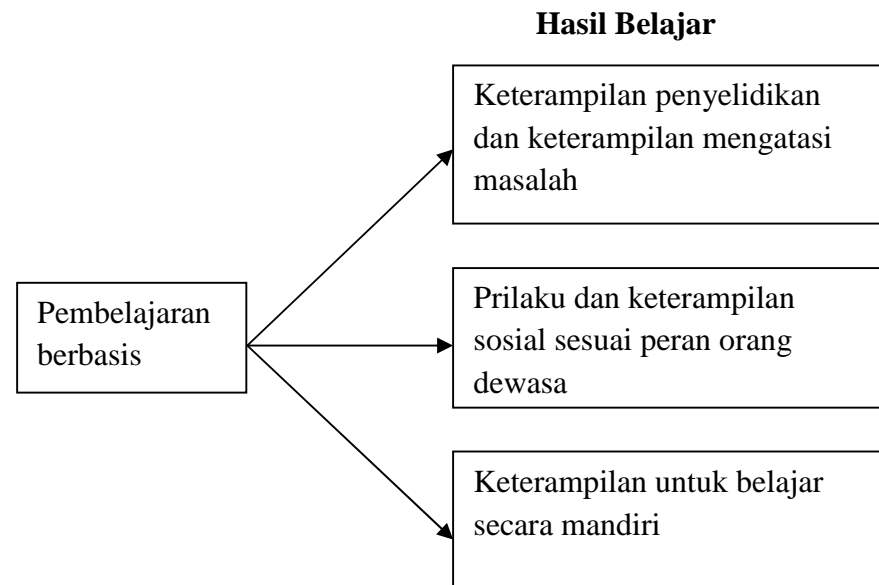 Hasil Belajar
Keterampilan penyelidikan
dan keterampilan mengatasi
masalah
Pembelajaran
berbasis
Prilaku dan keterampilan
sosial sesuai peran orang
dewasa
Keterampilan untuk belajar
secara mandiri